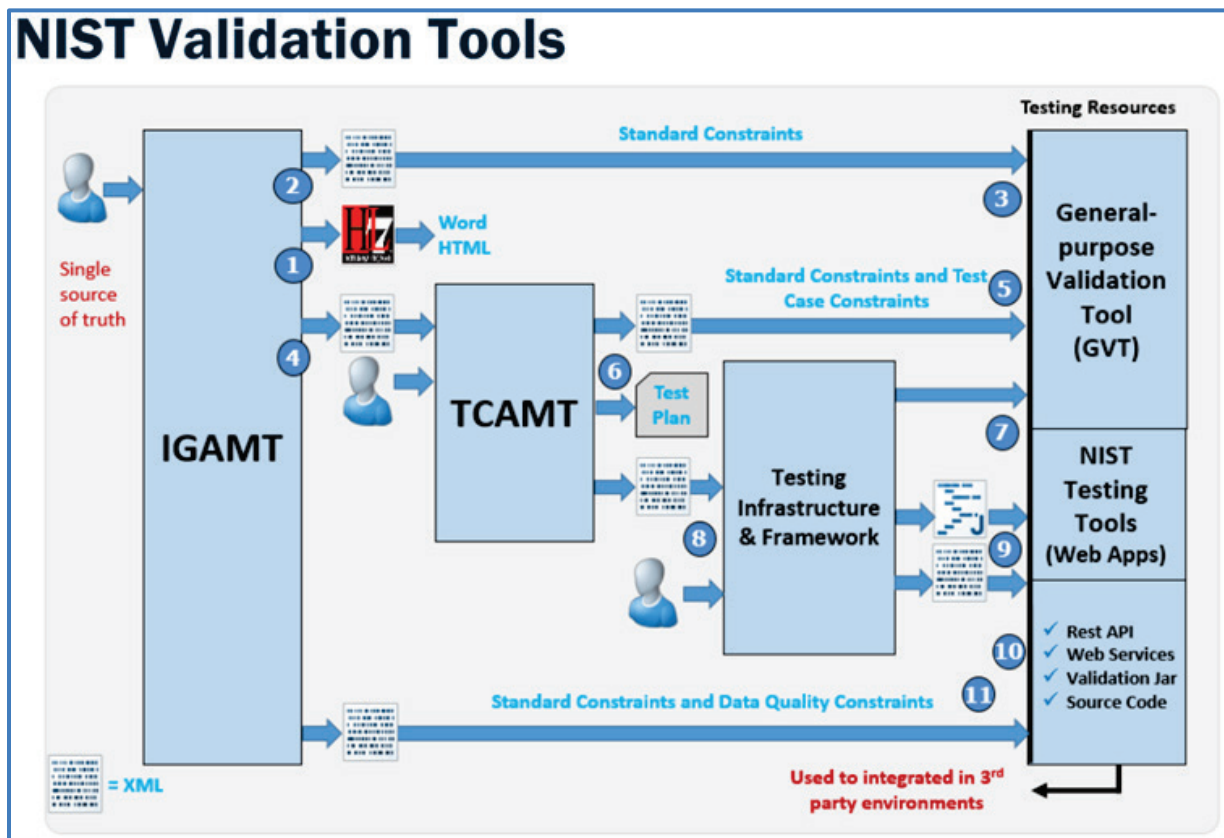 NIST Validation Tools
Testing Resources
Standard Constraints
2
3
General-
purpose
Validation
Tool
(GVT)
HL7
Word
HTML
1
Single
source
of truth
Standard Constraints and Test
Case Constraints
5
4
6
IGAMT
TCAMT
Test
Plan
7
Testing
Infrastructure
& Framework
NIST
Testing
Tools
(Web Apps)
J
8
9
✓ Rest API
✓ Web Services
✓ Validation Jar
✓ Source Code
10
11
Standard Constraints and Data Quality Constraints
= XML
Used to integrated in 3rd
party environments